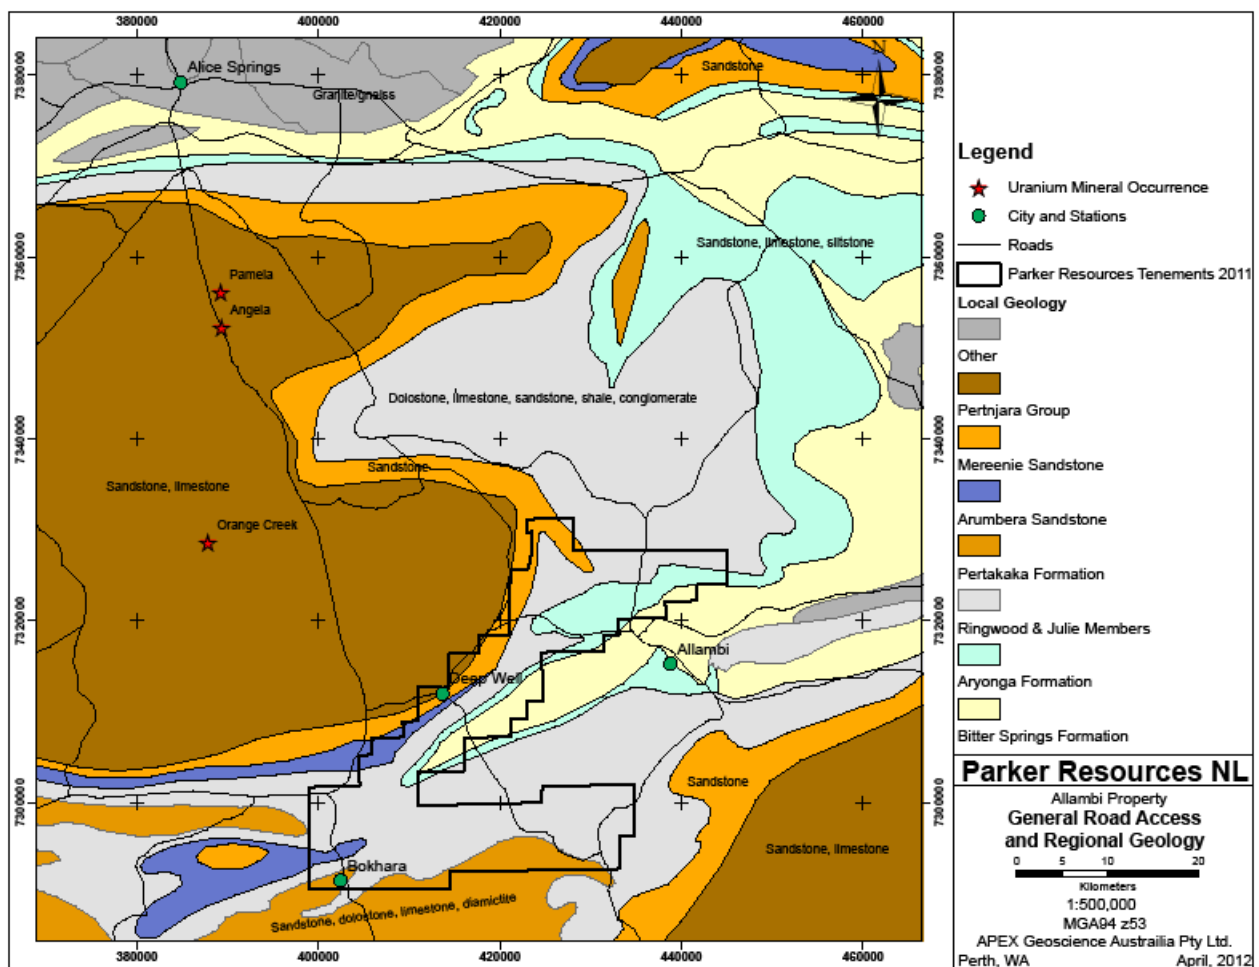 380000 400000 420000 440000 460000
7380000 7380000
7360000 7360000
7340000 7340000
7320000 7320000
7300000 7300000
380000 400000 420000 440000 460000
N
Alice Springs
Granite/gneiss
Sandstone
Sandstone, limestone, siltstone
Pamela
Angela
Dolostone, limestone, sandstone, shale, conglomerate
Sandstone
Sandstone, limestone
Orange Creek
Allambi
Deep Well
Sandstone
Sandstone, limestone
Bokhara
Sandstone, dolostone, limestone, diamictite
Legend
Uranium Mineral Occurrence
City and Stations
Roads
Parker Resources Tenements 2011
Local Geology
Other
Pertnjara Group
Mereenie Sandstone
Arumbera Sandstone
Pertakaka Formation
Ringwood & Julie Members
Aryonga Formation
Bitter Springs Formation
Parker Resources NL
Allambi Property
General Road Access
and Regional Geology
0 5 10 20
Kilometers
1:500,000
MGA94 z53
APEX Geoscience Austrailia Pty Ltd.
Perth, WA April, 2012